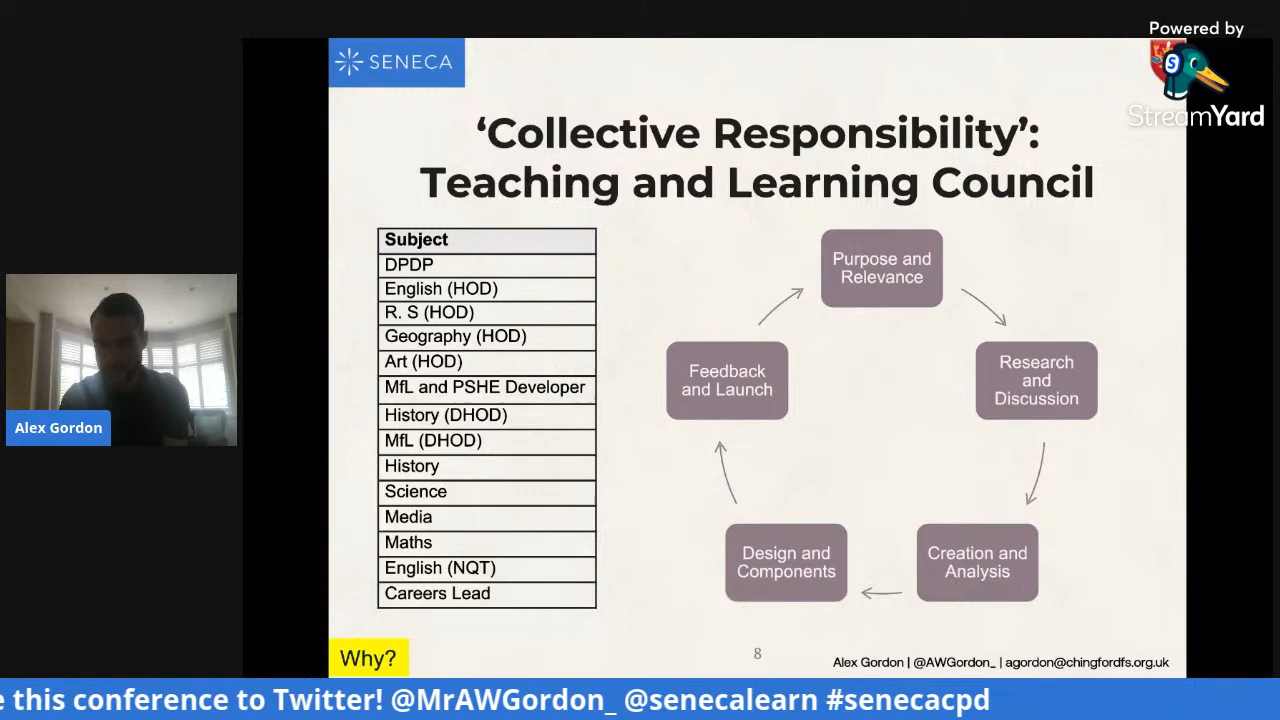 Powered by
StreamYard
SENECA
‘Collective Responsibility’:
Teaching and Learning Council
Subject
DPDP
English (HOD)
R. S (HOD)
Geography (HOD)
Art (HOD)
MfL and PSHE Developer
History (DHOD)
MfL (DHOD)
History
Science
Media
Maths
English (NQT)
Careers Lead
Purpose and
Relevance
Research
and
Discussion
Creation and
Analysis
Design and
Components
Feedback
and Launch
Alex Gordon
Why?
8
Alex Gordon | @AWGordon_ | agordon@chingfordfs.org.uk
e this conference to Twitter! @MrAWGordon_ @senecalearn #senecacpd